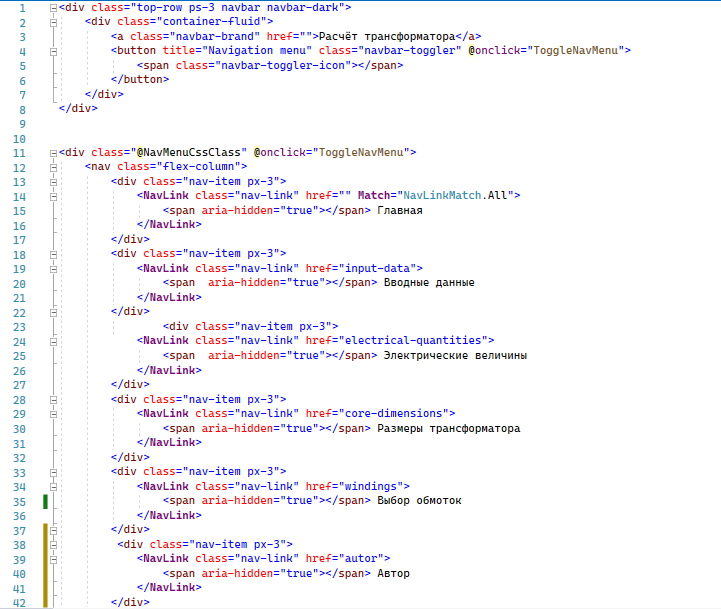 1 <div class="top-row ps-3 navbar navbar-dark">
2 <div class="container-fluid">
3 <a class="navbar-brand" href="">Расчёт трансформатора</a>
4 <button title="Navigation menu" class="navbar-toggler" @onclick="ToggleNavMenu">
5 <span class="navbar-toggler-icon"></span>
6 </button>
7 </div>
8 </div>
9
10
11 <div class="@NavMenuCssClass" @onclick="ToggleNavMenu">
12 <nav class="flex-column">
13 <div class="nav-item px-3">
14 <NavLink class="nav-link" href="" Match="NavLinkMatch.All">
15 <span aria-hidden="true"></span> Главная
16 </NavLink>
17 </div>
18 <div class="nav-item px-3">
19 <NavLink class="nav-link" href="input-data">
20 <span  aria-hidden="true"></span> Вводные данные
21 </NavLink>
22 </div>
23 <div class="nav-item px-3">
24 <NavLink class="nav-link" href="electrical-quantities">
25 <span  aria-hidden="true"></span> Электрические величины
26 </NavLink>
27 </div>
28 <div class="nav-item px-3">
29 <NavLink class="nav-link" href="core-dimensions">
30 <span aria-hidden="true"></span> Размеры трансформатора
31 </NavLink>
32 </div>
33 <div class="nav-item px-3">
34 <NavLink class="nav-link" href="windings">
35 <span aria-hidden="true"></span> Выбор обмоток
36 </NavLink>
37 </div>
38 <div class="nav-item px-3">
39 <NavLink class="nav-link" href="autor">
40 <span aria-hidden="true"></span> Автор
41 </NavLink>
42 </div>